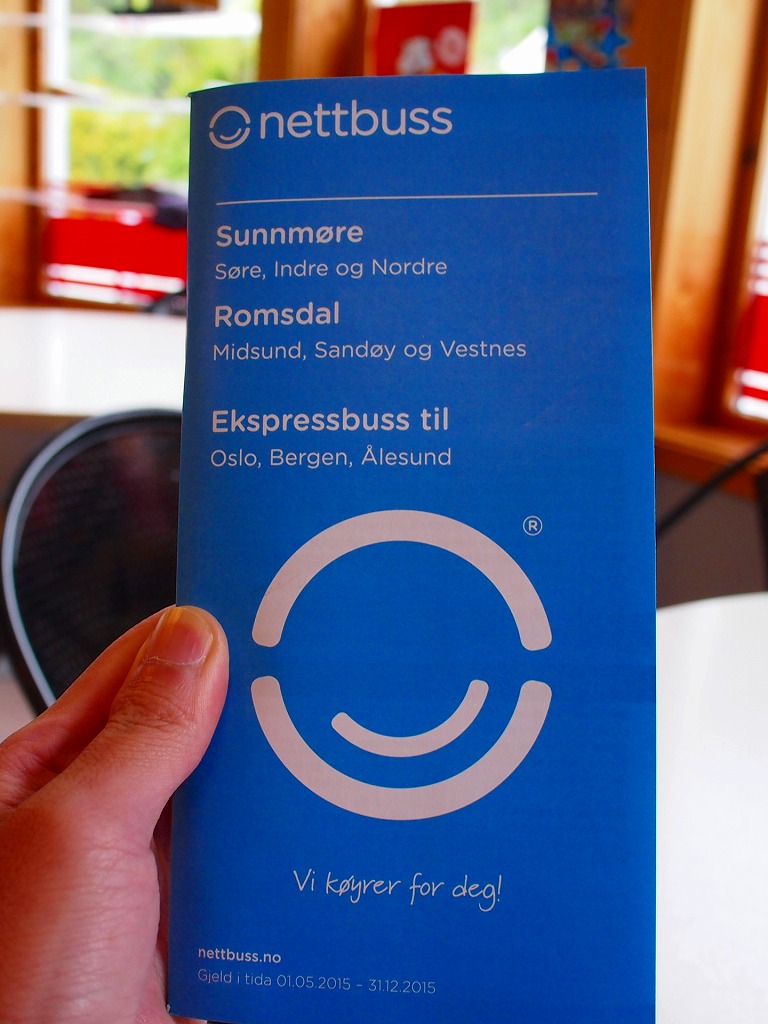 nettbuss
Sunnmøre
Søre, Indre og Nordre
Romsdal
Midsund, Sandøy og Vestnes
Ekspressbuss til
Oslo, Bergen, Ålesund
®
Vi køyrer for deg!
nettbuss.no
Gjeld i tida 01.05.2015 – 31.12.2015